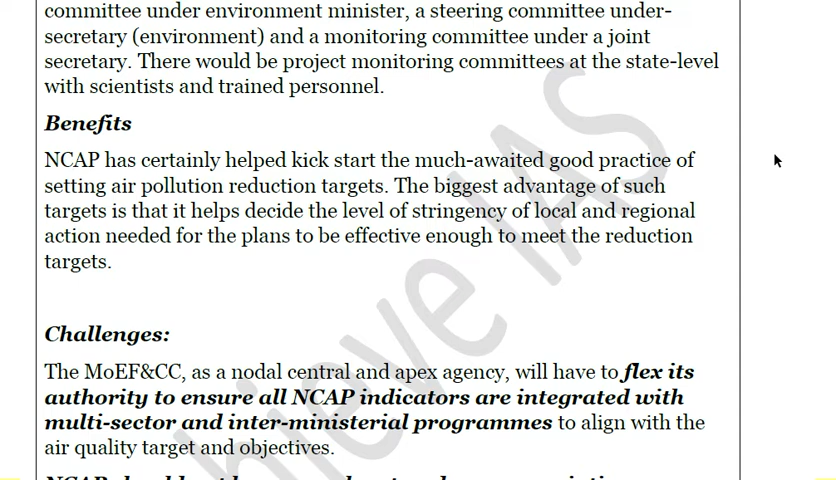 committee under environment minister, a steering committee under-
secretary (environment) and a monitoring committee under a joint
secretary. There would be project monitoring committees at the state-level
with scientists and trained personnel.
Benefits
NCAP has certainly helped kick start the much-awaited good practice of
setting air pollution reduction targets. The biggest advantage of such
targets is that it helps decide the level of stringency of local and regional
action needed for the plans to be effective enough to meet the reduction
targets.
Challenges:
The MoEF&CC, as a nodal central and apex agency, will have to flex its
authority to ensure all NCAP indicators are integrated with
multi-sector and inter-ministerial programmes to align with the
air quality target and objectives.
hieve IAS